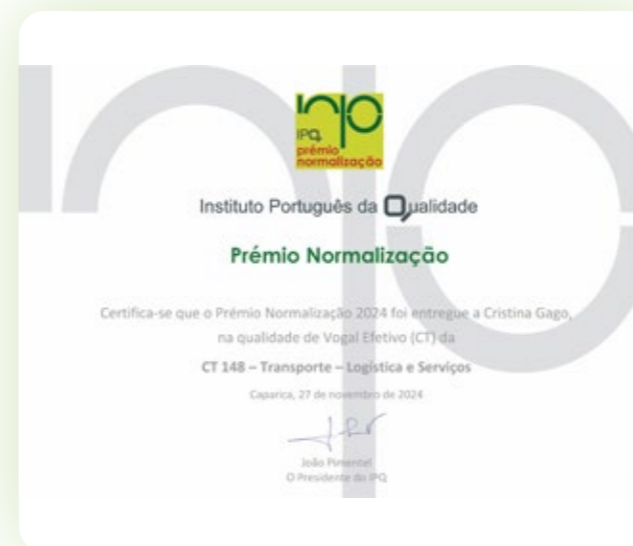 IPQ
prémio
normalização
Instituto Português da Qualidade
Prémio Normalização
Certifica-se que o Prémio Normalização 2024 foi entregue a Cristina Gago,
na qualidade de Vogal Efetivo (CT) da
CT 148 – Transporte – Logística e Serviços
Caparica, 27 de novembro de 2024
João Pimentel
O Presidente do IPQ